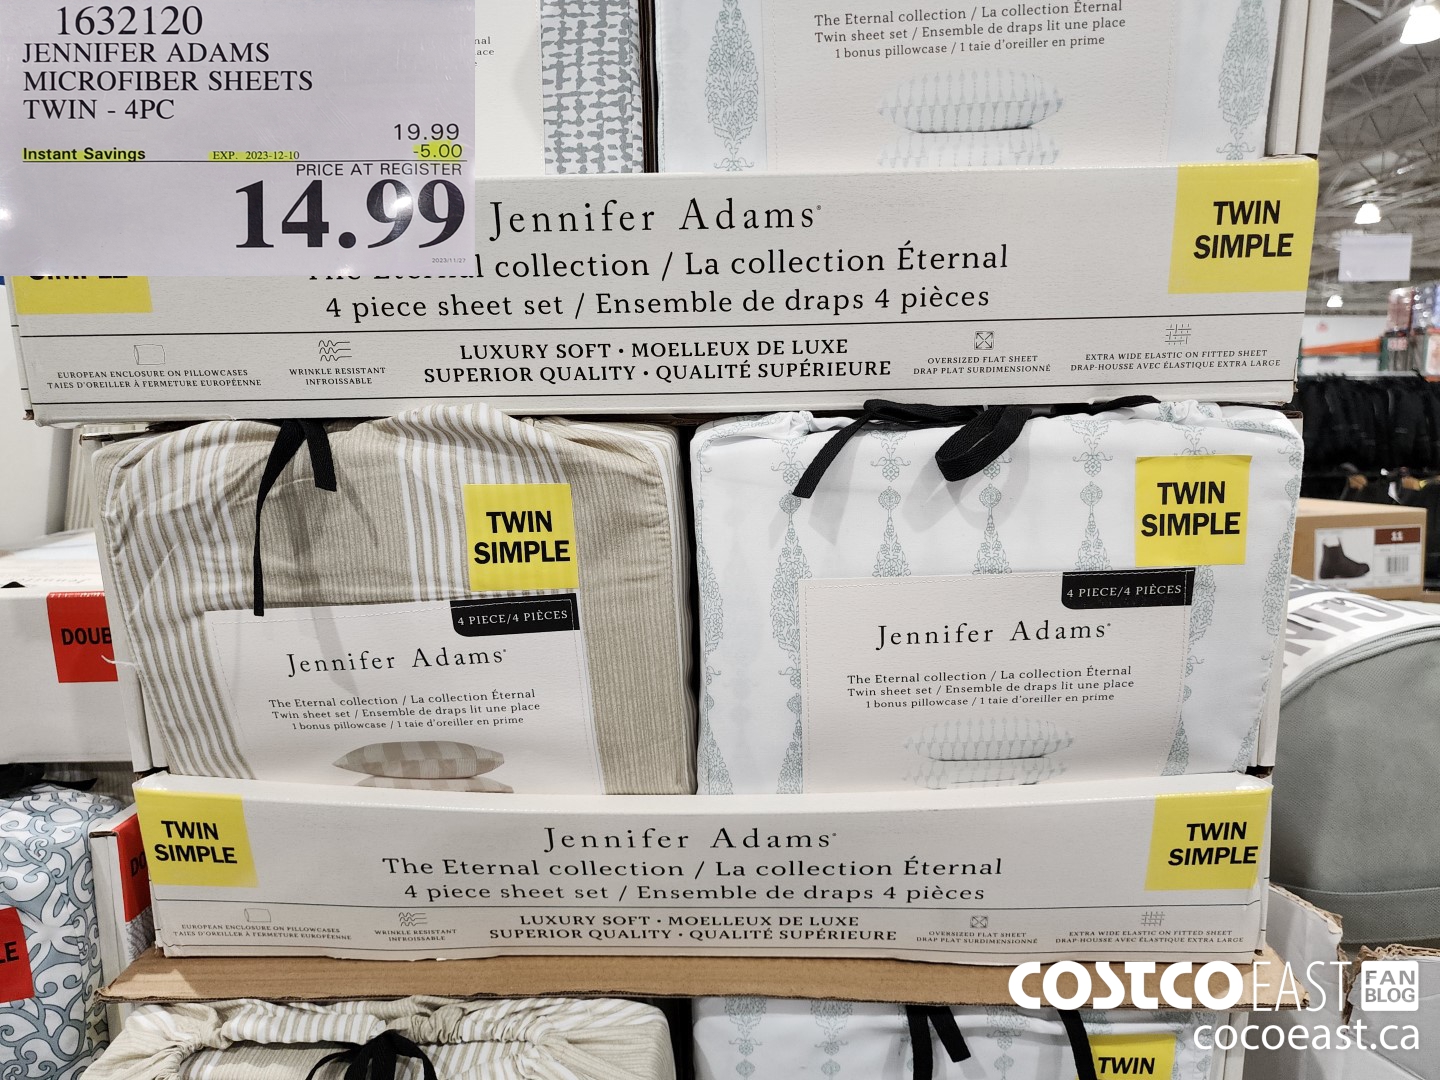 1632120
JENNIFER ADAMS
MICROFIBER SHEETS
TWIN - 4PC
19.99
Instant Savings EXP. 2023-12-10 -5.00
PRICE AT REGISTER
14.99
2023/11/27
The Eternal collection / La collection Éternal
Twin sheet set / Ensemble de draps lit une place
1 bonus pillowcase / 1 taie d'oreiller en prime
Jennifer Adams
TWIN
SIMPLE
SIMPLE
The Eternal collection / La collection Éternal
4 piece sheet set / Ensemble de draps 4 pièces
EUROPEAN ENCLOSURE ON PILLOWCASES
TAIES D'OREILLER À FERMETURE EUROPÉENNE
WRINKLE RESISTANT
INFROISSABLE
LUXURY SOFT • MOELLEUX DE LUXE
SUPERIOR QUALITY • QUALITÉ SUPÉRIEURE
OVERSIZED FLAT SHEET
DRAP PLAT SURDIMENSIONNÉ
EXTRA WIDE ELASTIC ON FITTED SHEET
DRAP-HOUSSE AVEC ÉLASTIQUE EXTRA LARGE
TWIN
SIMPLE
4 PIECE/4 PIÈCES
Jennifer Adams
The Eternal collection / La collection Éternal
Twin sheet set / Ensemble de draps lit une place
1 bonus pillowcase / 1 taie d'oreiller en prime
TWIN
SIMPLE
4 PIECE/4 PIÈCES
Jennifer Adams
The Eternal collection / La collection Éternal
Twin sheet set / Ensemble de draps lit une place
1 bonus pillowcase / 1 taie d'oreiller en prime
11
DOUB
TWIN
SIMPLE
Jennifer Adams
The Eternal collection / La collection Éternal
4 piece sheet set / Ensemble de draps 4 pièces
TWIN
SIMPLE
EUROPEAN ENCLOSURE ON PILLOWCASES
TAIES D'OREILLER À FERMETURE EUROPÉENNE
WRINKLE RESISTANT
INFROISSABLE
LUXURY SOFT • MOELLEUX DE LUXE
SUPERIOR QUALITY • QUALITÉ SUPÉRIEURE
OVERSIZED FLAT SHEET
DRAP PLAT SURDIMENSIONNÉ
EXTRA WIDE ELASTIC ON FITTED SHEET
DRAP-HOUSSE AVEC ÉLASTIQUE EXTRA LARGE
DO
LE
TWIN
COSTCO EAST FAN BLOG
cocoeast.ca